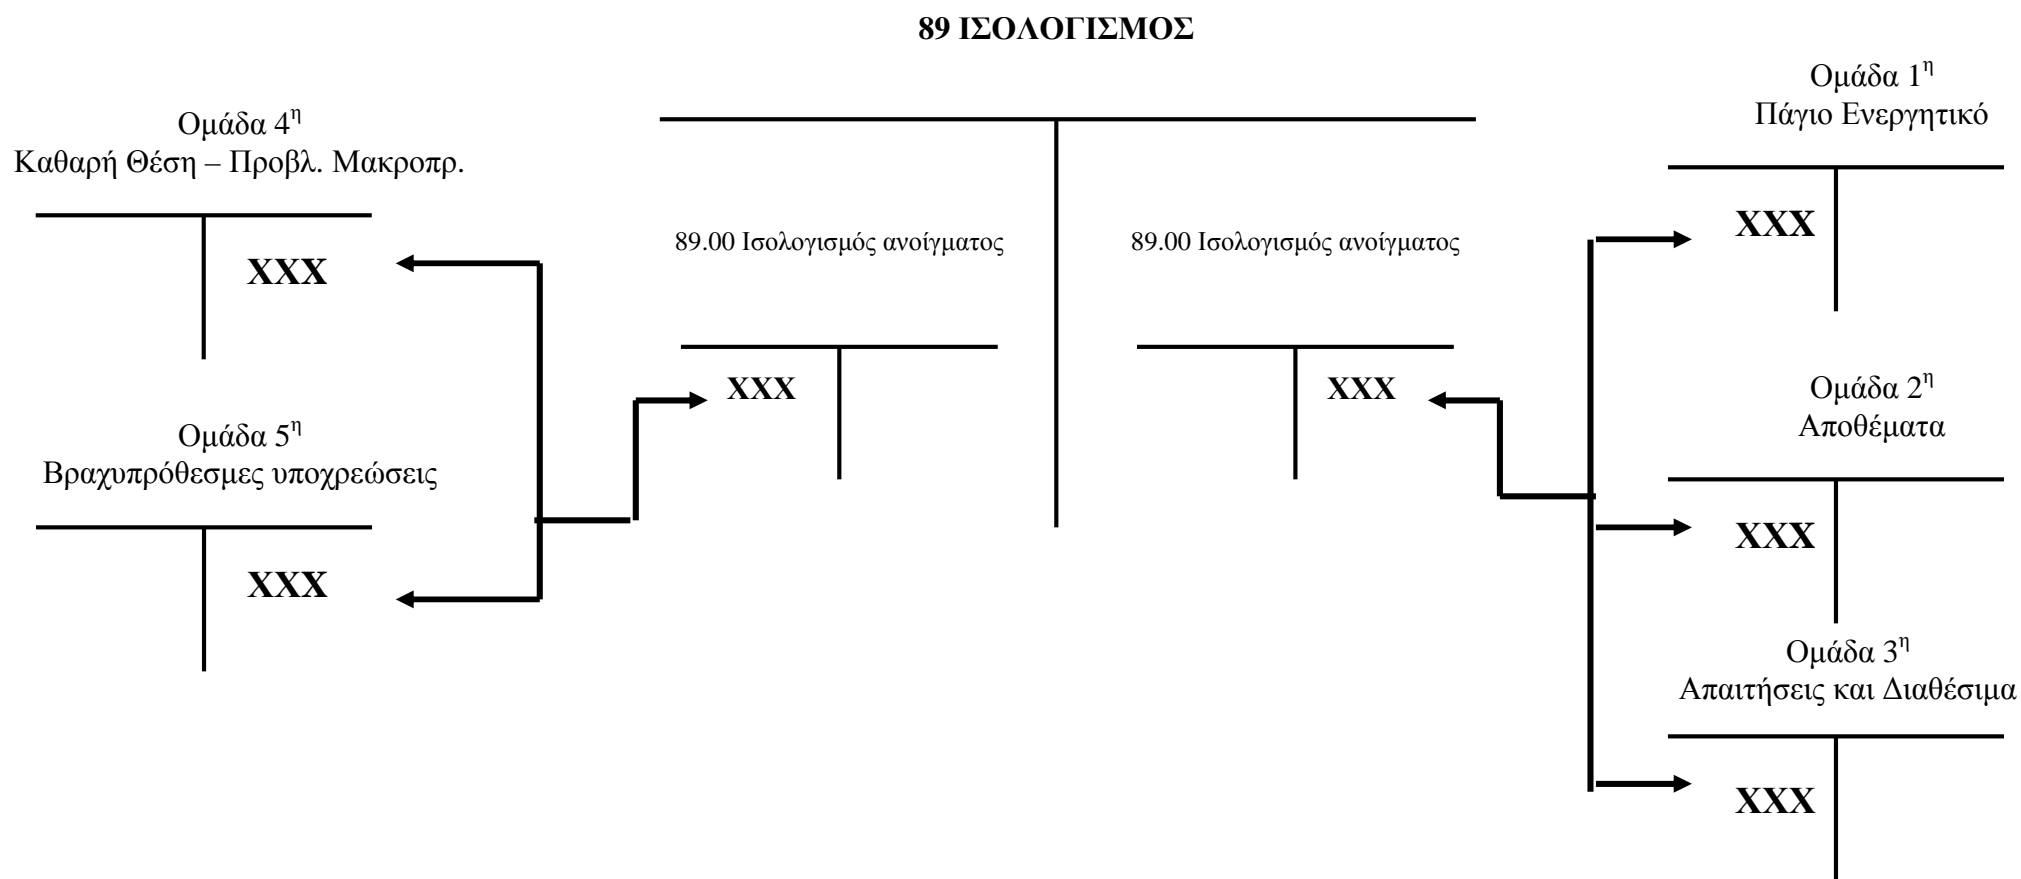 89 ΙΣΟΛΟΓΙΣΜΟΣ
Ομάδα 4η
Καθαρή Θέση – Προβλ. Μακροπρ.
ΧΧΧ
Ομάδα 5η
Βραχυπρόθεσμες υποχρεώσεις
ΧΧΧ
89.00 Ισολογισμός ανοίγματος
ΧΧΧ
89.00 Ισολογισμός ανοίγματος
ΧΧΧ
Ομάδα 1η
Πάγιο Ενεργητικό
ΧΧΧ
Ομάδα 2η
Αποθέματα
ΧΧΧ
Ομάδα 3η
Απαιτήσεις και Διαθέσιμα
ΧΧΧ